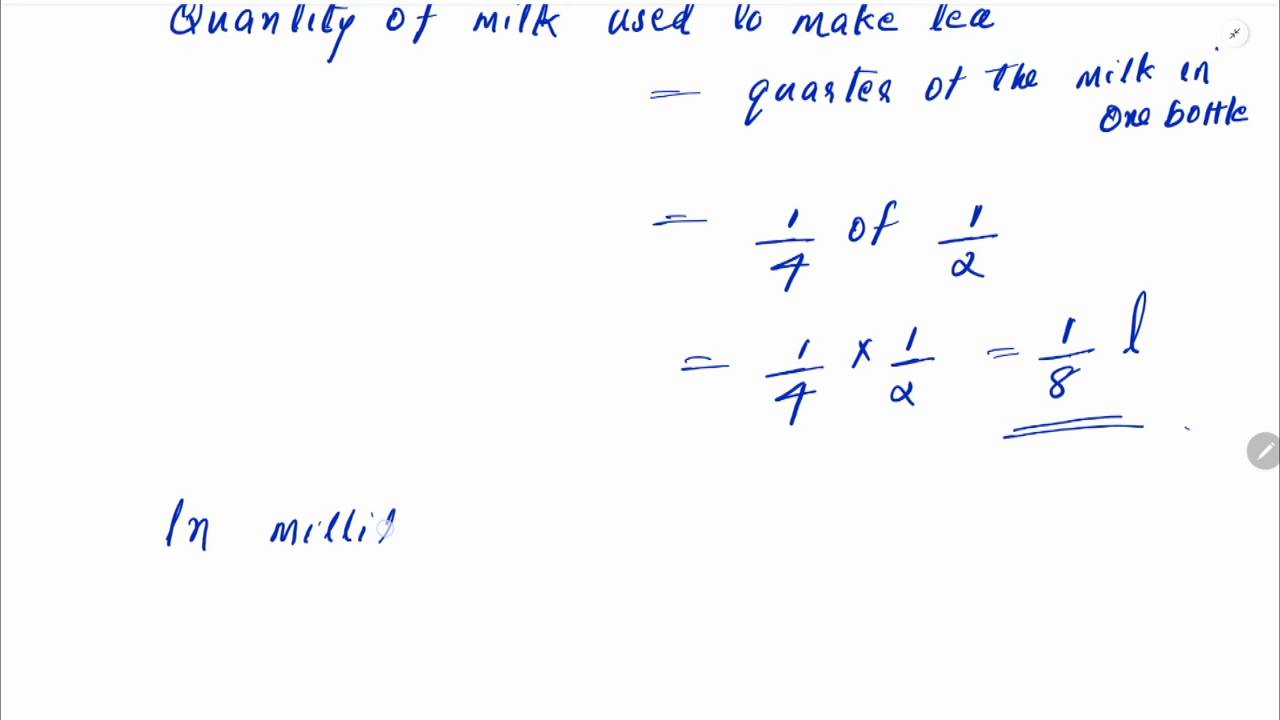 Quantity of milk used to make tea
= quarter of the milk in
one bottle
= 1/4 of 1/2
= 1/4 × 1/2 = 1/8 l
In milli